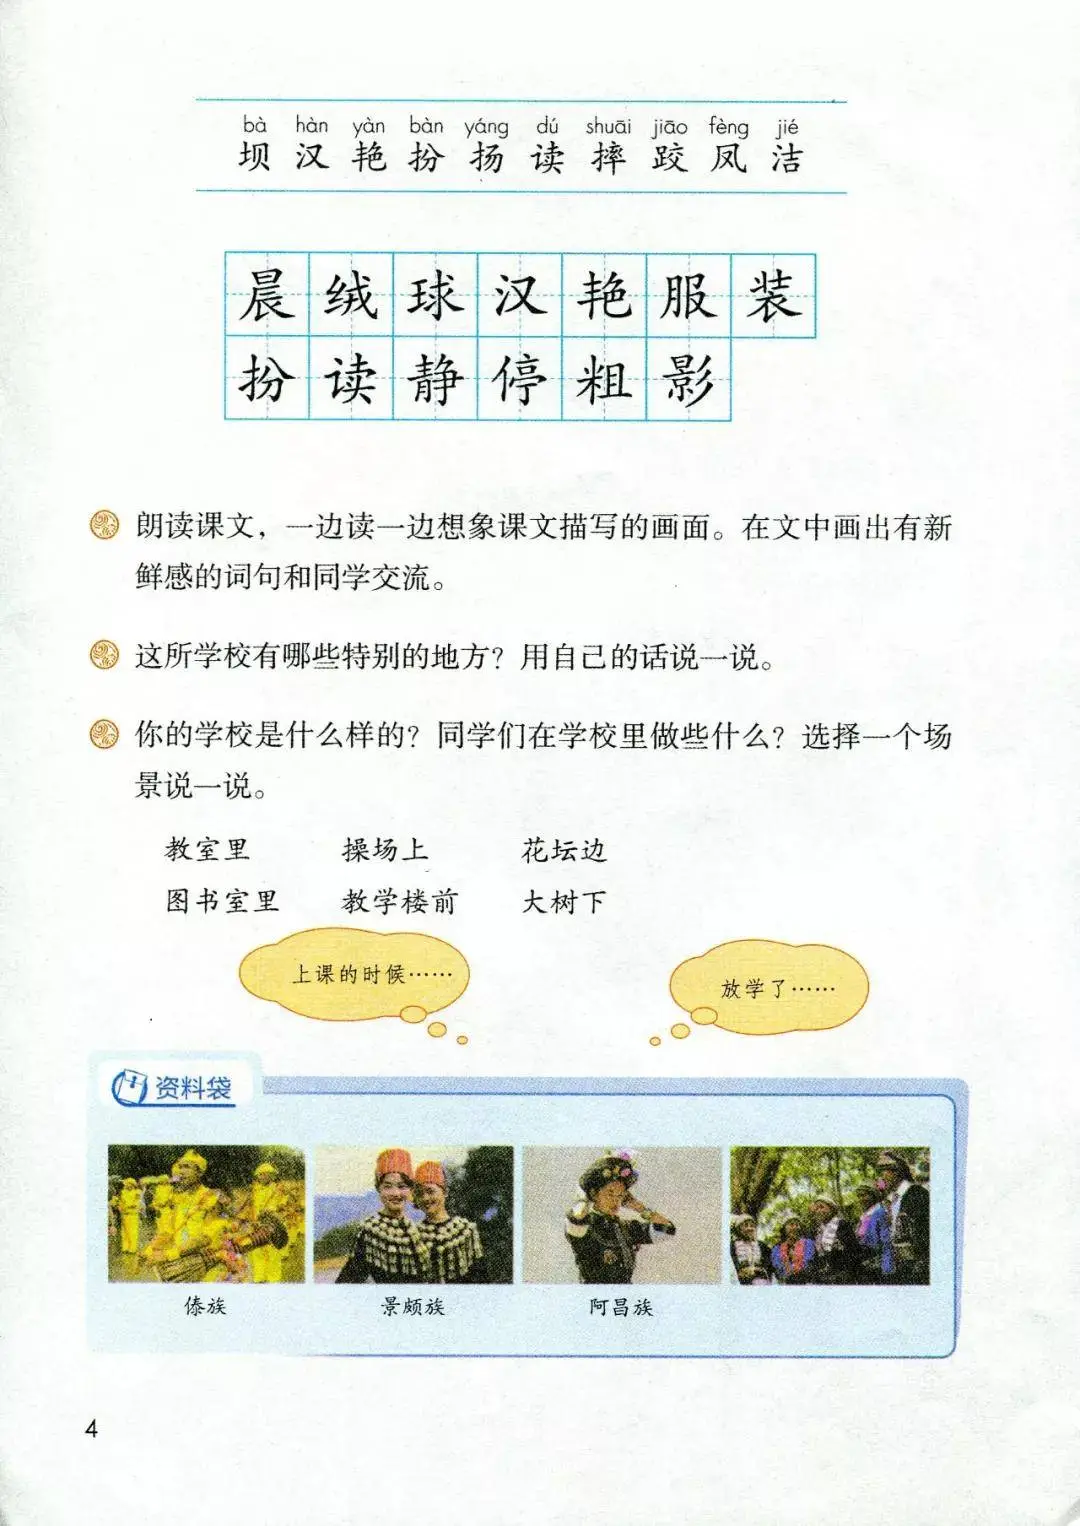 bà hàn yàn bàn yáng dú shuāi jiāo fèng jié
坝 汉 艳 扮 扬 读 摔 跤 凤 洁
晨 绒 球 汉 艳 服 装
扮 读 静 停 粗 影
朗读课文，一边读一边想象课文描写的画面。在文中画出有新
鲜感的词句和同学交流。
这所学校有哪些特别的地方？用自己的话说一说。
你的学校是什么样的？同学们在学校里做些什么？选择一个场
景说一说。
教室里 操场上 花坛边
图书室里 教学楼前 大树下
上课的时候……
放学了……
资料袋
傣族 景颇族 阿昌族
4